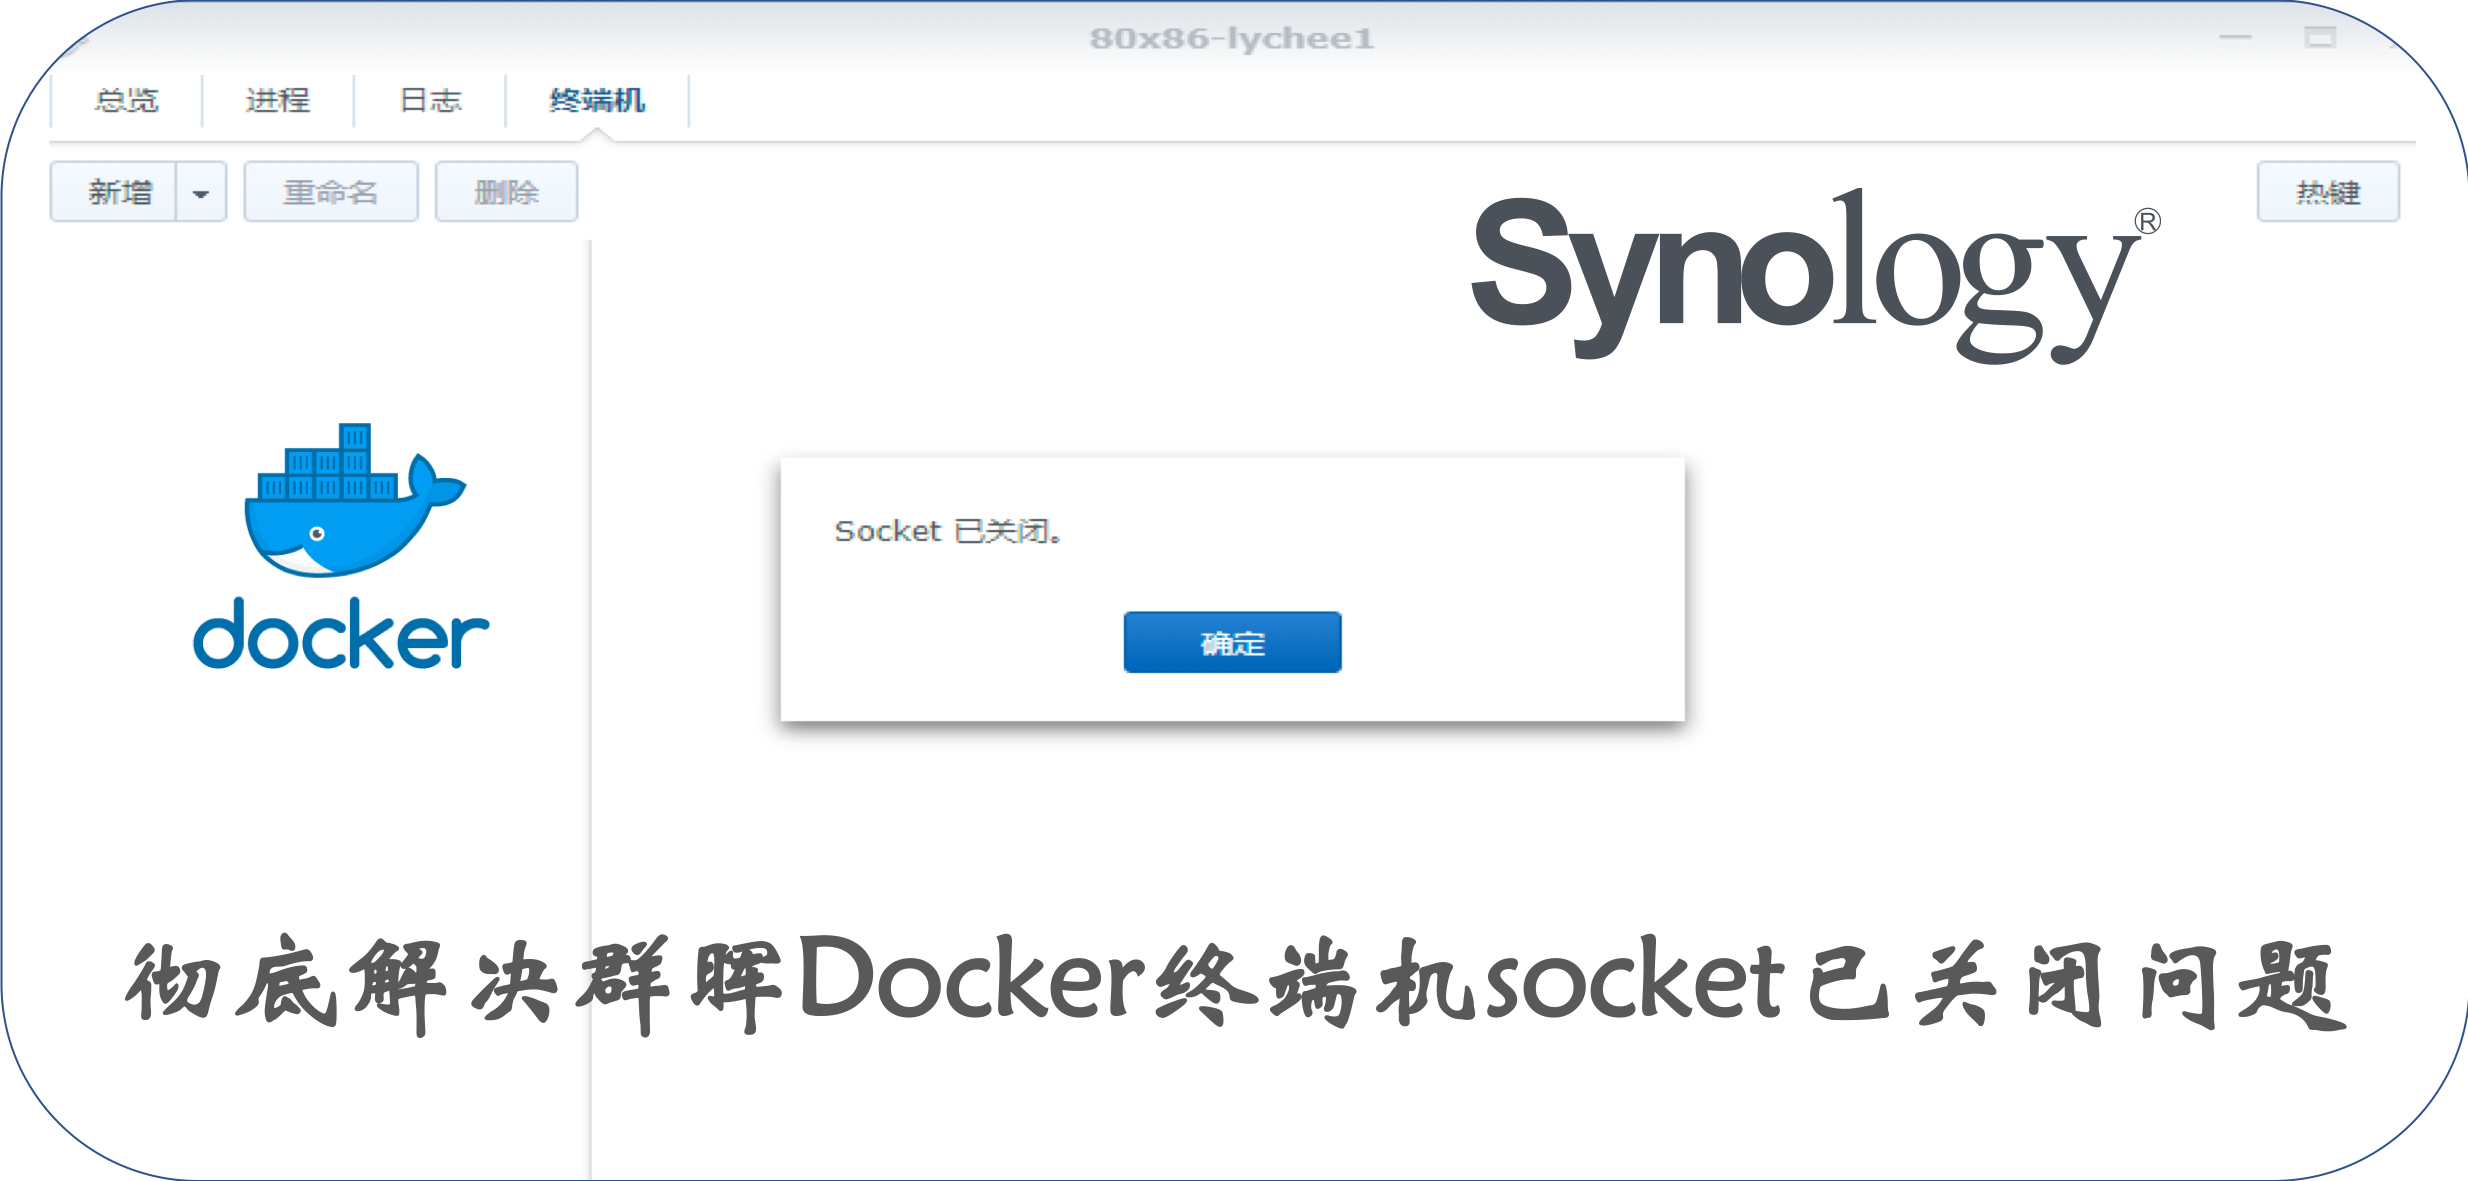 80x86-lychee1
总览 进程 日志 终端机
新增 重命名 删除 热键
Synology®
docker
Socket 已关闭。
确定
彻底解决群晖Docker终端机socket已关闭问题